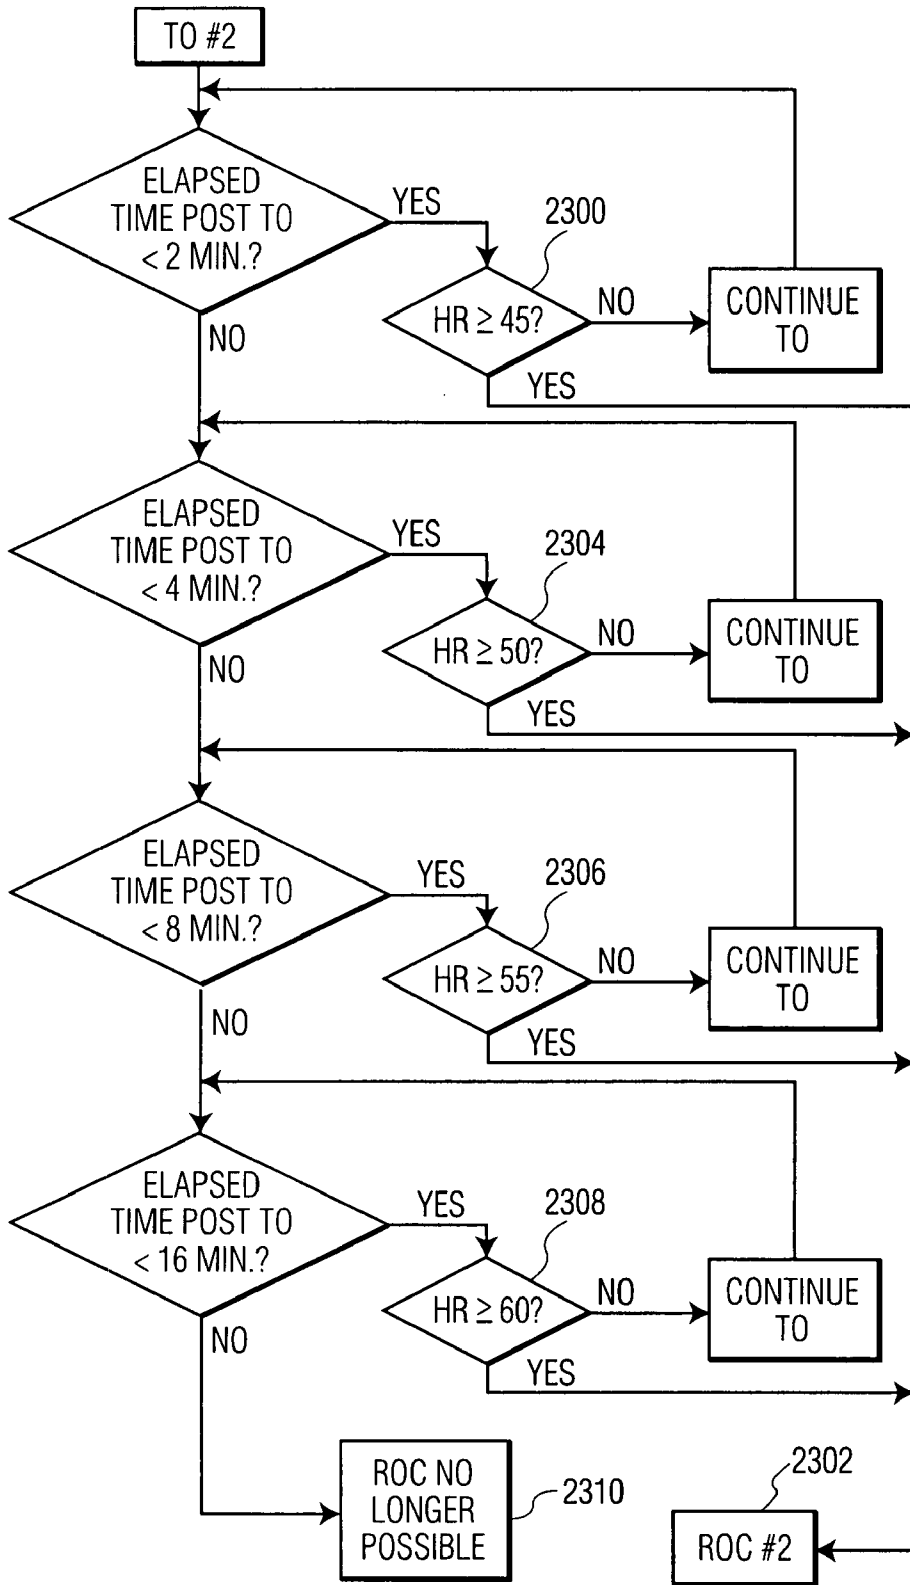 TO #2
ELAPSED
TIME POST TO
< 2 MIN.?
YES
2300
HR ≥ 45?
NO
CONTINUE
TO
NO
YES
ELAPSED
TIME POST TO
< 4 MIN.?
YES
2304
HR ≥ 50?
NO
CONTINUE
TO
NO
YES
ELAPSED
TIME POST TO
< 8 MIN.?
YES
2306
HR ≥ 55?
NO
CONTINUE
TO
NO
YES
ELAPSED
TIME POST TO
< 16 MIN.?
YES
2308
HR ≥ 60?
NO
CONTINUE
TO
NO
YES
ROC NO
LONGER
POSSIBLE
2310
2302
ROC #2